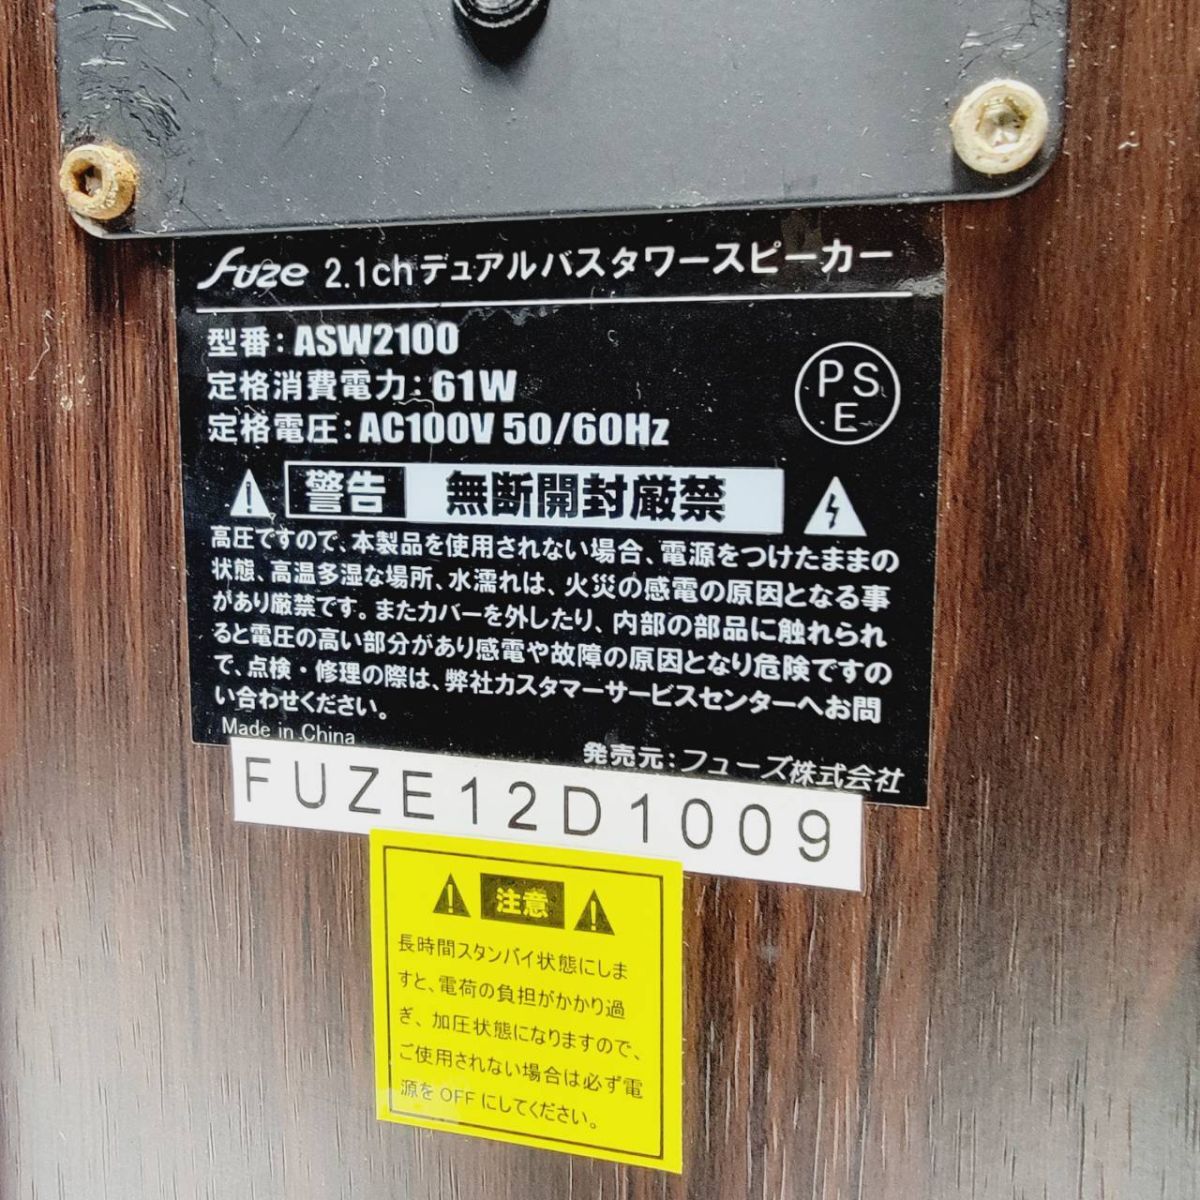 fuze 2.1chデュアルバスタワースピーカー
型番：ASW2100
定格消費電力：61W
定格電圧：AC100V 50/60Hz
PS
E
警告 無断開封厳禁
高圧ですので、本製品を使用されない場合、電源をつけたままの
状態、高温多湿な場所、水濡れは、火災の感電の原因となる事
があり厳禁です。またカバーを外したり、内部の部品に触れられ
ると電圧の高い部分があり感電や故障の原因となり危険ですの
で、点検・修理の際は、弊社カスタマーサービスセンターへお問
い合わせください。
Made in China
発売元：フューズ株式会社
FUZE12D1009
注意
長時間スタンバイ状態にしま
すと、電荷の負担がかかり過
ぎ、加圧状態になりますので、
ご使用されない場合は必ず電
源をOFFにしてください。